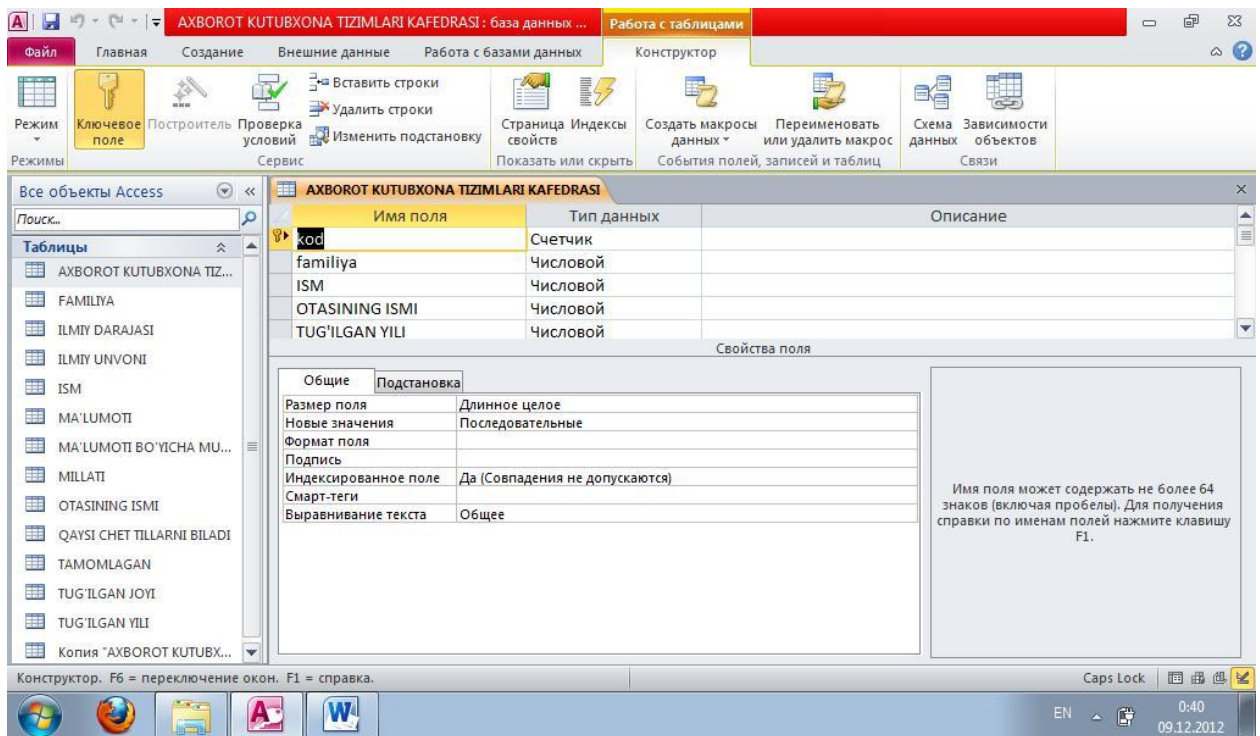 AXBOROT KUTUBXONA TIZIMLARI KAFEDRASI : база данных ...
Работа с таблицами
Файл
Главная
Создание
Внешние данные
Работа с базами данных
Конструктор
Режим
Ключевое поле
Построитель
Проверка условий
Вставить строки
Удалить строки
Изменить подстановку
Страница свойств
Индексы
Создать макросы данных
Переименовать или удалить макрос
Схема данных
Зависимости объектов
Режимы
Сервис
Показать или скрыть
События полей, записей и таблиц
Связи
Все объекты Access
Поиск...
Таблицы
AXBOROT KUTUBXONA TIZ...
FAMILIYA
ILMIY DARAJASI
ILMIY UNVONI
ISM
MA'LUMOTI
MA'LUMOTI BO'YICHA MU...
MILLATI
OTASINING ISMI
QAYSI CHET TILLARNI BILADI
TAMOMLAGAN
TUG'ILGAN JOYI
TUG'ILGAN YILI
Копия "AXBOROT KUTUBX...
AXBOROT KUTUBXONA TIZIMLARI KAFEDRASI
Имя поля Тип данных Описание
kod Счетчик
familiya Числовой
ISM Числовой
OTASINING ISMI Числовой
TUG'ILGAN YILI Числовой
Свойства поля
Общие Подстановка
Размер поля Длинное целое
Новые значения Последовательные
Формат поля
Подпись
Индексированное поле Да (Совпадения не допускаются)
Смарт-теги
Выравнивание текста Общее
Имя поля может содержать не более 64
знаков (включая пробелы). Для получения
справки по именам полей нажмите клавишу
F1.
Конструктор. F6 = переключение окон. F1 = справка.
Caps Lock
EN
0:40
09.12.2012